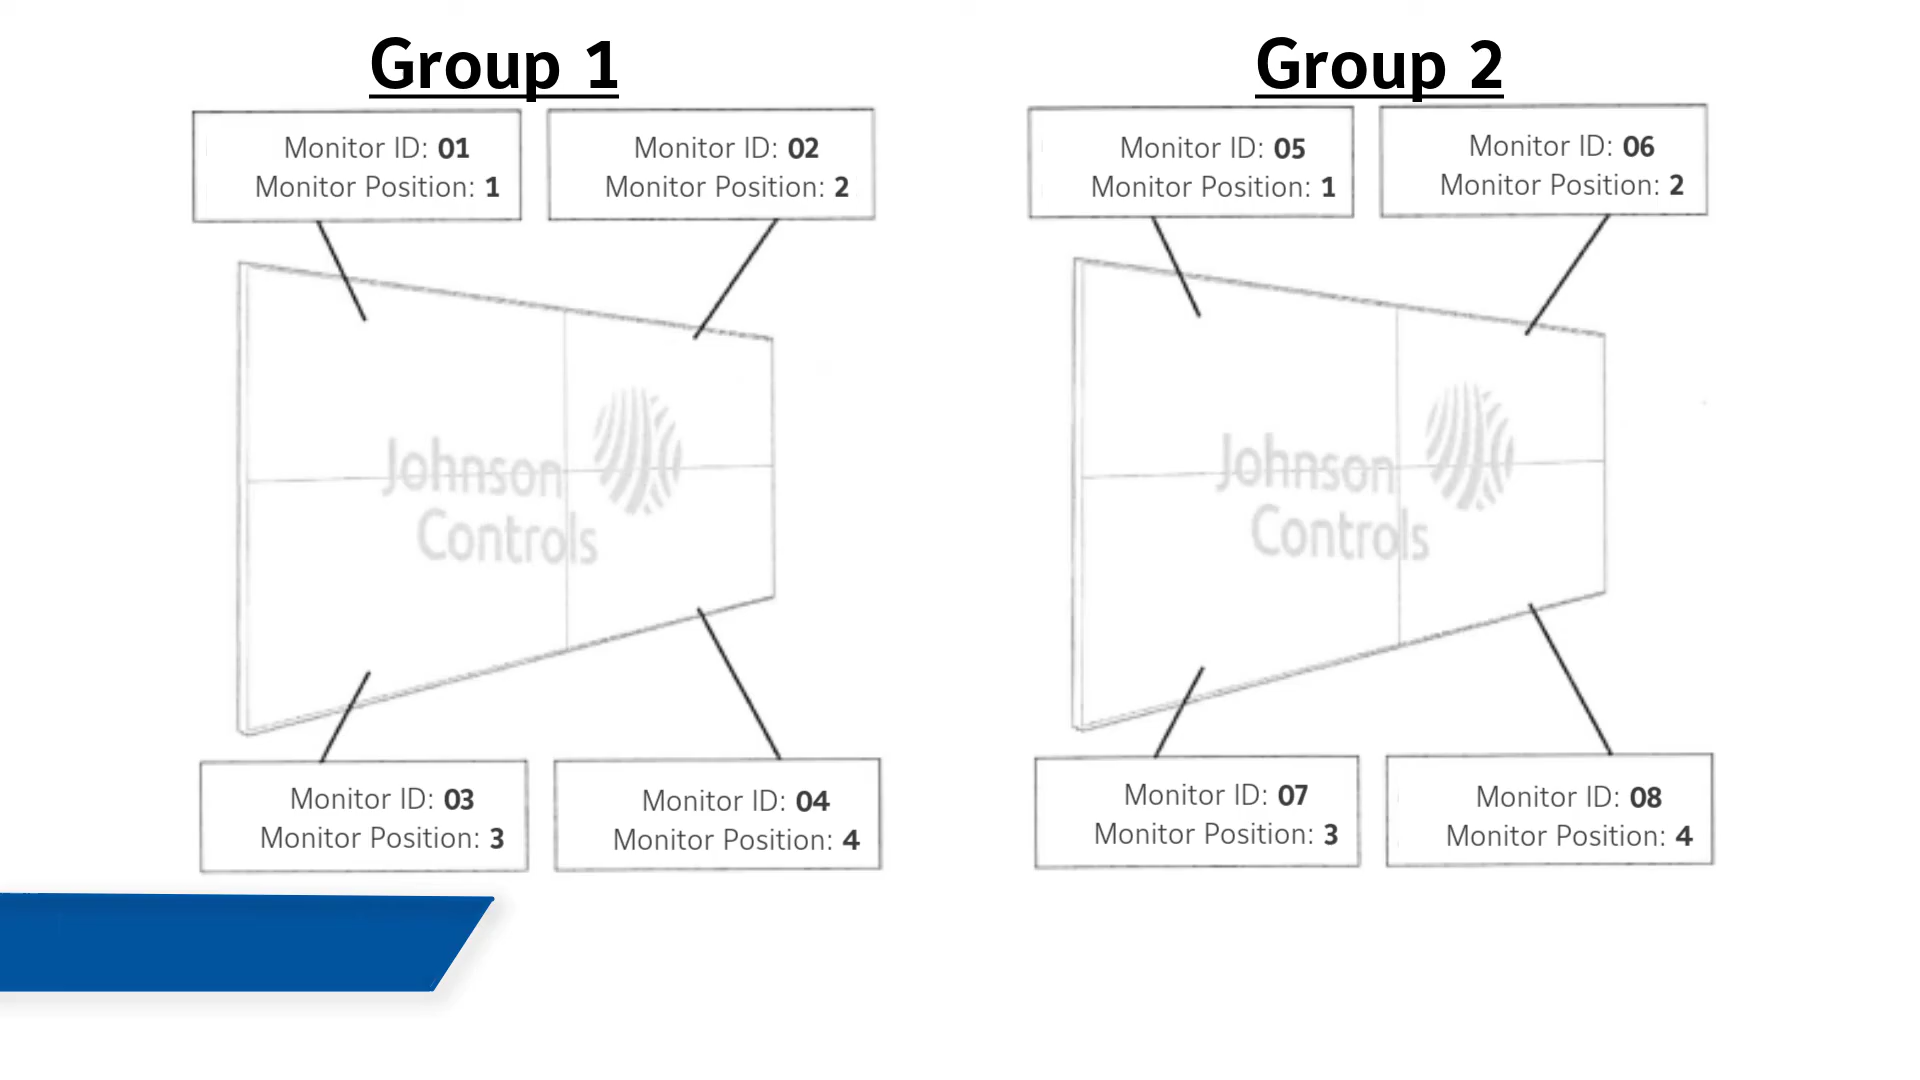 Group 1
Monitor ID: 01
Monitor Position: 1
Monitor ID: 02
Monitor Position: 2
Johnson
Controls
Monitor ID: 03
Monitor Position: 3
Monitor ID: 04
Monitor Position: 4
Group 2
Monitor ID: 05
Monitor Position: 1
Monitor ID: 06
Monitor Position: 2
Johnson
Controls
Monitor ID: 07
Monitor Position: 3
Monitor ID: 08
Monitor Position: 4